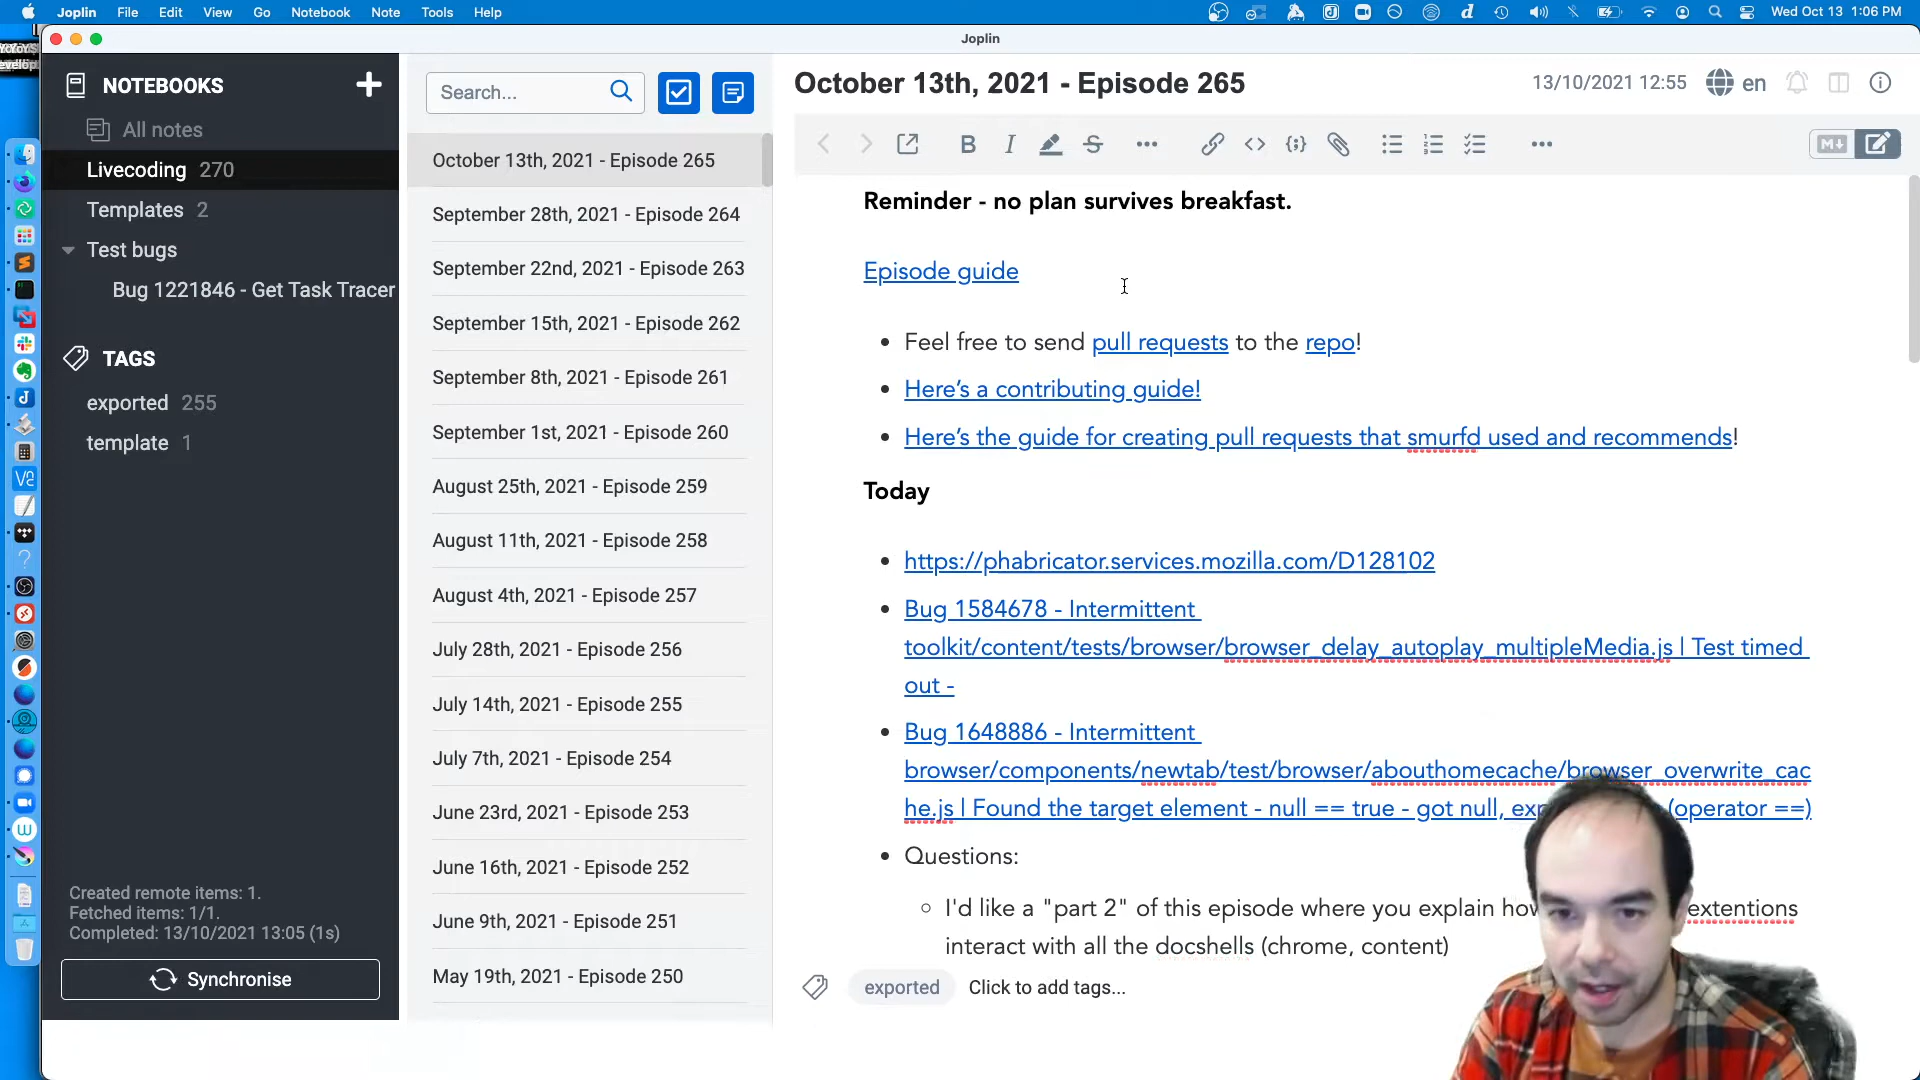 Joplin File Edit View Go Notebook Note Tools Help
Wed Oct 13 1:06 PM
Joplin
NOTEBOOKS
All notes
Livecoding 270
Templates 2
Test bugs
Bug 1221846 - Get Task Tracer
TAGS
exported 255
template 1
Created remote items: 1.
Fetched items: 1/1.
Completed: 13/10/2021 13:05 (1s)
Synchronise
Search...
October 13th, 2021 - Episode 265
September 28th, 2021 - Episode 264
September 22nd, 2021 - Episode 263
September 15th, 2021 - Episode 262
September 8th, 2021 - Episode 261
September 1st, 2021 - Episode 260
August 25th, 2021 - Episode 259
August 11th, 2021 - Episode 258
August 4th, 2021 - Episode 257
July 28th, 2021 - Episode 256
July 14th, 2021 - Episode 255
July 7th, 2021 - Episode 254
June 23rd, 2021 - Episode 253
June 16th, 2021 - Episode 252
June 9th, 2021 - Episode 251
May 19th, 2021 - Episode 250
October 13th, 2021 - Episode 265
13/10/2021 12:55 en
Reminder - no plan survives breakfast.
Episode guide
Feel free to send pull requests to the repo!
Here's a contributing guide!
Here's the guide for creating pull requests that smurfd used and recommends!
Today
https://phabricator.services.mozilla.com/D128102
Bug 1584678 - Intermittent
toolkit/content/tests/browser/browser_delay_autoplay_multipleMedia.js | Test timed
out -
Bug 1648886 - Intermittent
browser/components/newtab/test/browser/abouthomecache/browser_overwrite_cac
he.js | Found the target element - null == true - got null, (operator ==)
Questions:
I'd like a "part 2" of this episode where you explain how extentions
interact with all the docshells (chrome, content)
exported Click to add tags...